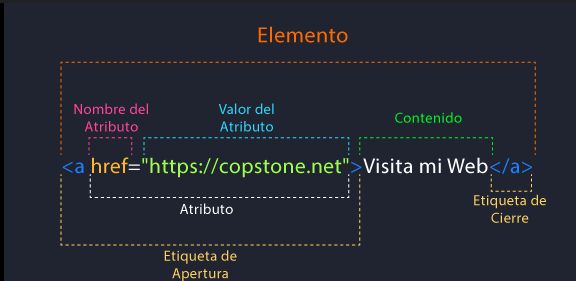 Elemento
Nombre del
Atributo
Valor del
Atributo
Contenido
<a href="https://copstone.net">Visita mi Web</a>
Atributo
Etiqueta de
Cierre
Etiqueta de
Apertura